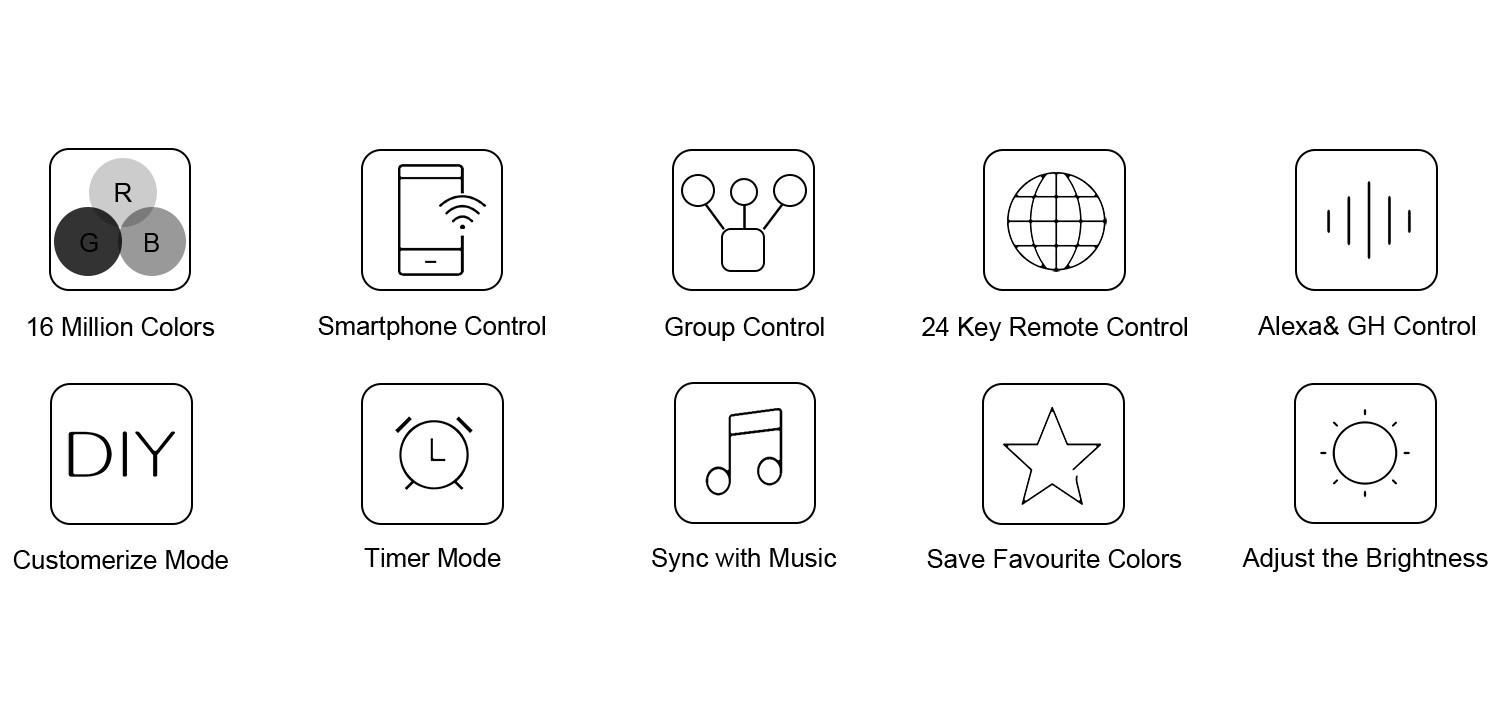 R
G B
16 Million Colors Smartphone Control Group Control 24 Key Remote Control Alexa& GH Control
DIY
Customerize Mode Timer Mode Sync with Music Save Favourite Colors Adjust the Brightness